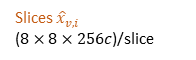 Slices x̂ᵥ,ᵢ
(8 × 8 × 256c)/slice